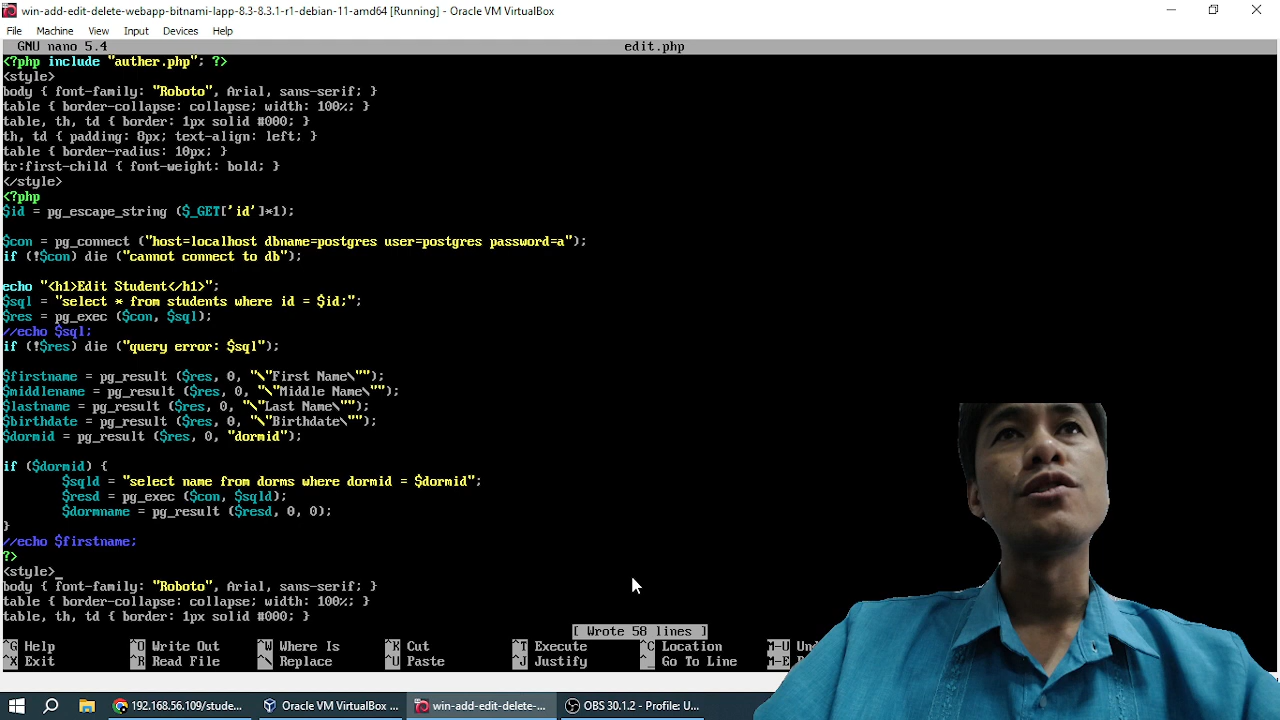 win-add-edit-delete-webapp-bitnami-lapp-8.3-8.3.1-r1-debian-11-amd64 [Running] - Oracle VM VirtualBox
File Machine View Input Devices Help
GNU nano 5.4 edit.php
<?php include "auther.php"; ?>
<style>
body { font-family: "Roboto", Arial, sans-serif; }
table { border-collapse: collapse; width: 100%; }
table, th, td { border: 1px solid #000; }
th, td { padding: 8px; text-align: left; }
table { border-radius: 10px; }
tr:first-child { font-weight: bold; }
</style>
<?php
$id = pg_escape_string ($_GET['id']*1);
$con = pg_connect ("host=localhost dbname=postgres user=postgres password=a");
if (!$con) die ("cannot connect to db");
echo "<h1>Edit Student</h1>";
$sql = "select * from students where id = $id;";
$res = pg_exec ($con, $sql);
//echo $sql;
if (!$res) die ("query error: $sql");
$firstname = pg_result ($res, 0, "\"First Name\"");
$middlename = pg_result ($res, 0, "\"Middle Name\"");
$lastname = pg_result ($res, 0, "\"Last Name\"");
$birthdate = pg_result ($res, 0, "\"Birthdate\"");
$dormid = pg_result ($res, 0, "dormid");
if ($dormid) {
$sqld = "select name from dorms where dormid = $dormid";
$resd = pg_exec ($con, $sqld);
$dormname = pg_result ($resd, 0, 0);
}
//echo $firstname;
?>
<style>
body { font-family: "Roboto", Arial, sans-serif; }
table { border-collapse: collapse; width: 100%; }
table, th, td { border: 1px solid #000; }
[ Wrote 58 lines ]
^G Help ^O Write Out ^W Where Is ^K Cut ^T Execute ^C Location M-U
^X Exit ^R Read File ^\ Replace ^U Paste ^J Justify ^_ Go To Line M-E
192.168.56.109/stude... Oracle VM VirtualBox ... win-add-edit-delete-... OBS 30.1.2 - Profile: U...